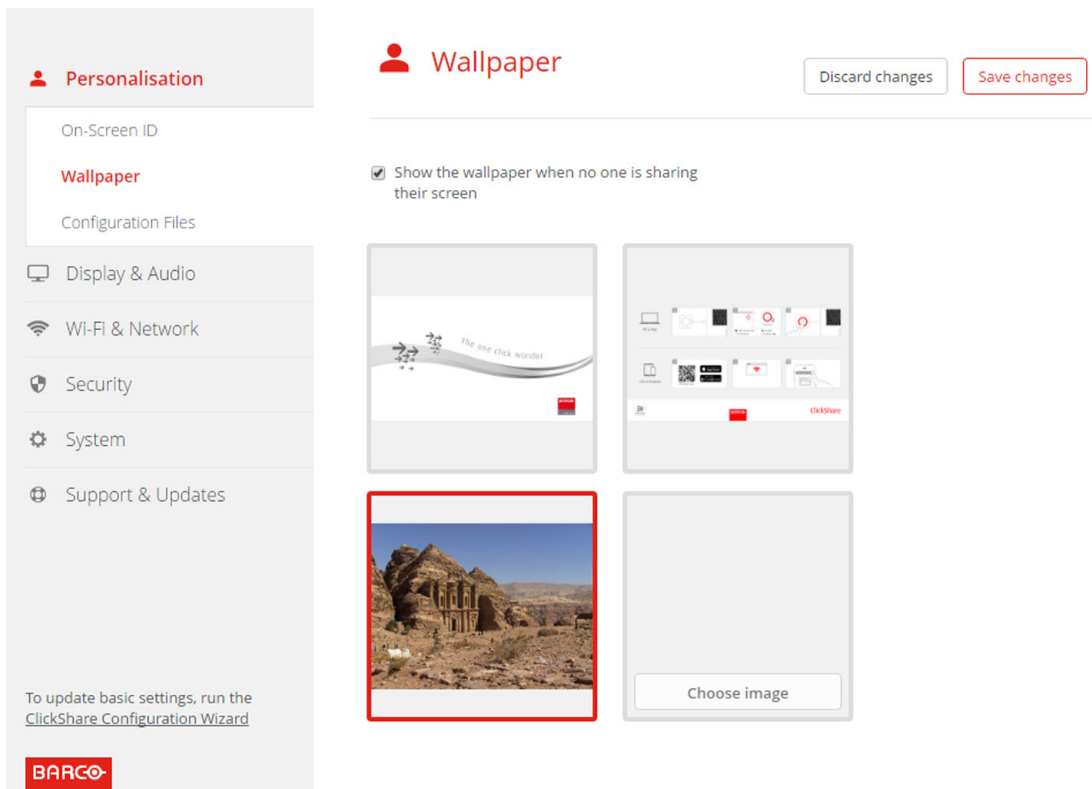 Personalisation
On-Screen ID
Wallpaper
Configuration Files
Display & Audio
Wi-Fi & Network
Security
System
Support & Updates
To update basic settings, run the
ClickShare Configuration Wizard
BARCO
Wallpaper
Discard changes
Save changes
Show the wallpaper when no one is sharing
their screen
The one click wonder
BARCO
ClickShare
Choose image